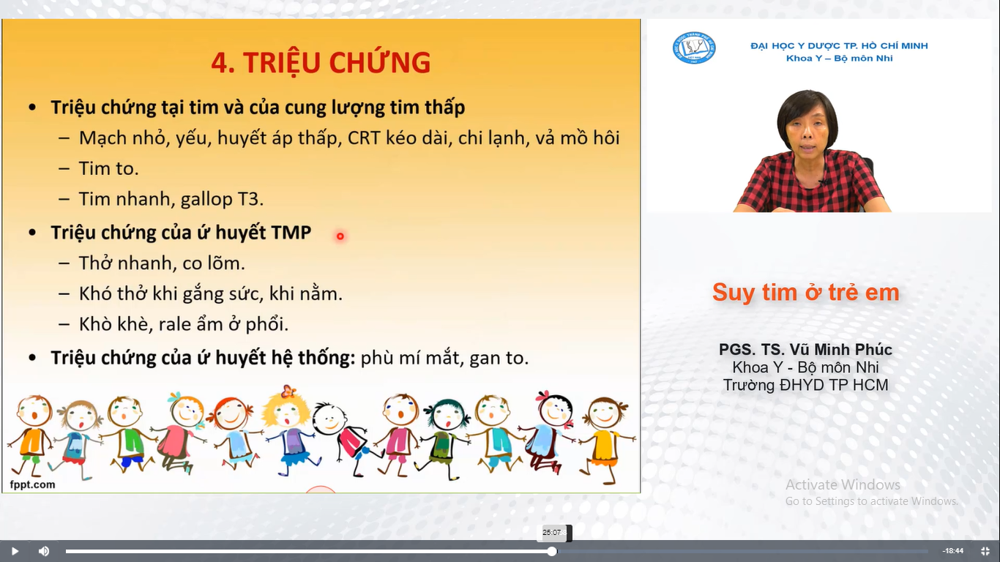 4. TRIỆU CHỨNG
• Triệu chứng tại tim và của cung lượng tim thấp
– Mạch nhỏ, yếu, huyết áp thấp, CRT kéo dài, chi lạnh, vả mồ hôi
– Tim to.
– Tim nhanh, gallop T3.
• Triệu chứng của ứ huyết TMP
– Thở nhanh, co lõm.
– Khó thở khi gắng sức, khi nằm.
– Khò khè, rale ẩm ở phổi.
• Triệu chứng của ứ huyết hệ thống: phù mí mắt, gan to.
fppt.com
ĐẠI HỌC Y DƯỢC TP. HỒ CHÍ MINH
Khoa Y – Bộ môn Nhi
Suy tim ở trẻ em
PGS. TS. Vũ Minh Phúc
Khoa Y - Bộ môn Nhi
Trường ĐHYD TP HCM
Activate Windows
Go to Settings to activate Windows.
25:07
-18:44